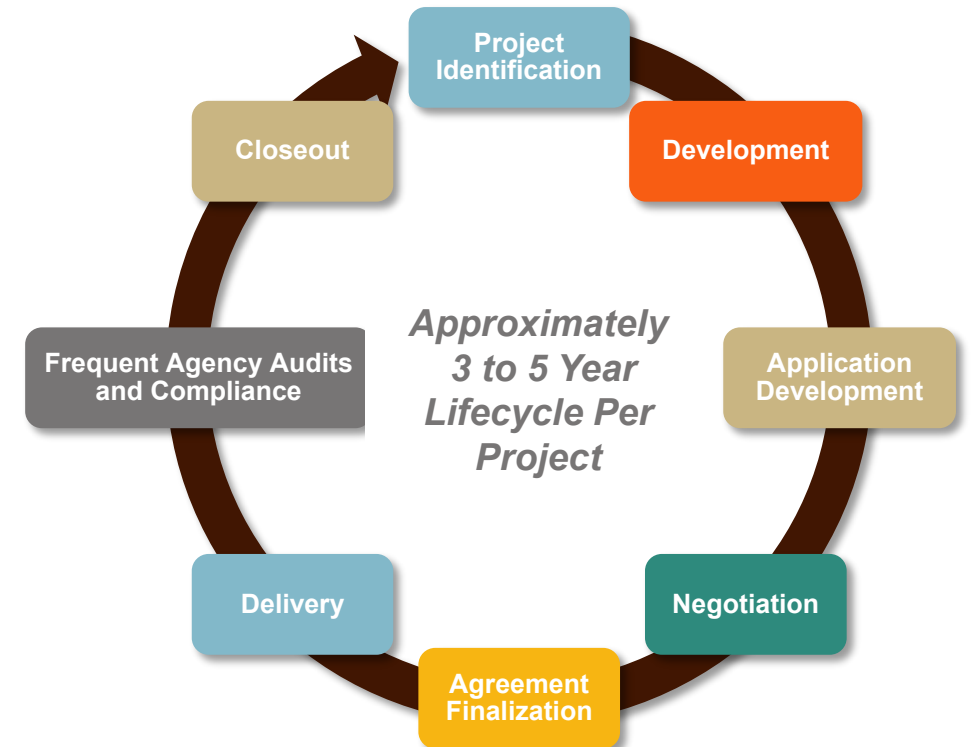 Project
Identification
Development
Application
Development
Negotiation
Agreement
Finalization
Delivery
Frequent Agency Audits
and Compliance
Closeout
Approximately
3 to 5 Year
Lifecycle Per
Project